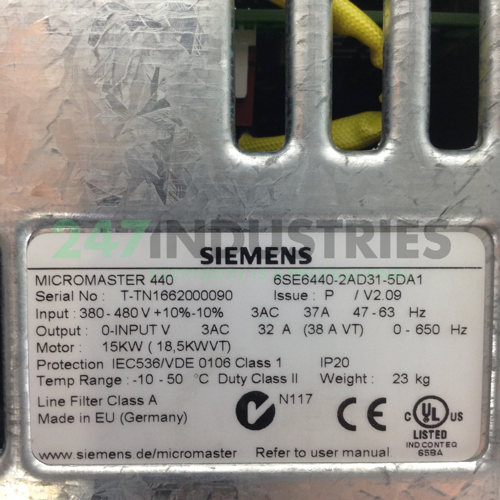 247INDUSTRIES
SIEMENS
MICROMASTER 440 6SE6440-2AD31-5DA1
Serial No : T-TN1662000090 Issue : P / V2.09
Input : 380 - 480 V +10%-10% 3AC 37A 47 - 63 Hz
Output : 0-INPUT V 3AC 32 A (38 A VT) 0 - 650 Hz
Motor : 15KW ( 18,5KWVT)
Protection IEC536/VDE 0106 Class 1 IP20
Temp Range : -10 - 50 °C Duty Class II Weight : 23 kg
Line Filter Class A N117 CE C UL US
Made in EU (Germany) LISTED
IND CONT EQ
65BA
www.siemens.de/micromaster Refer to user manual